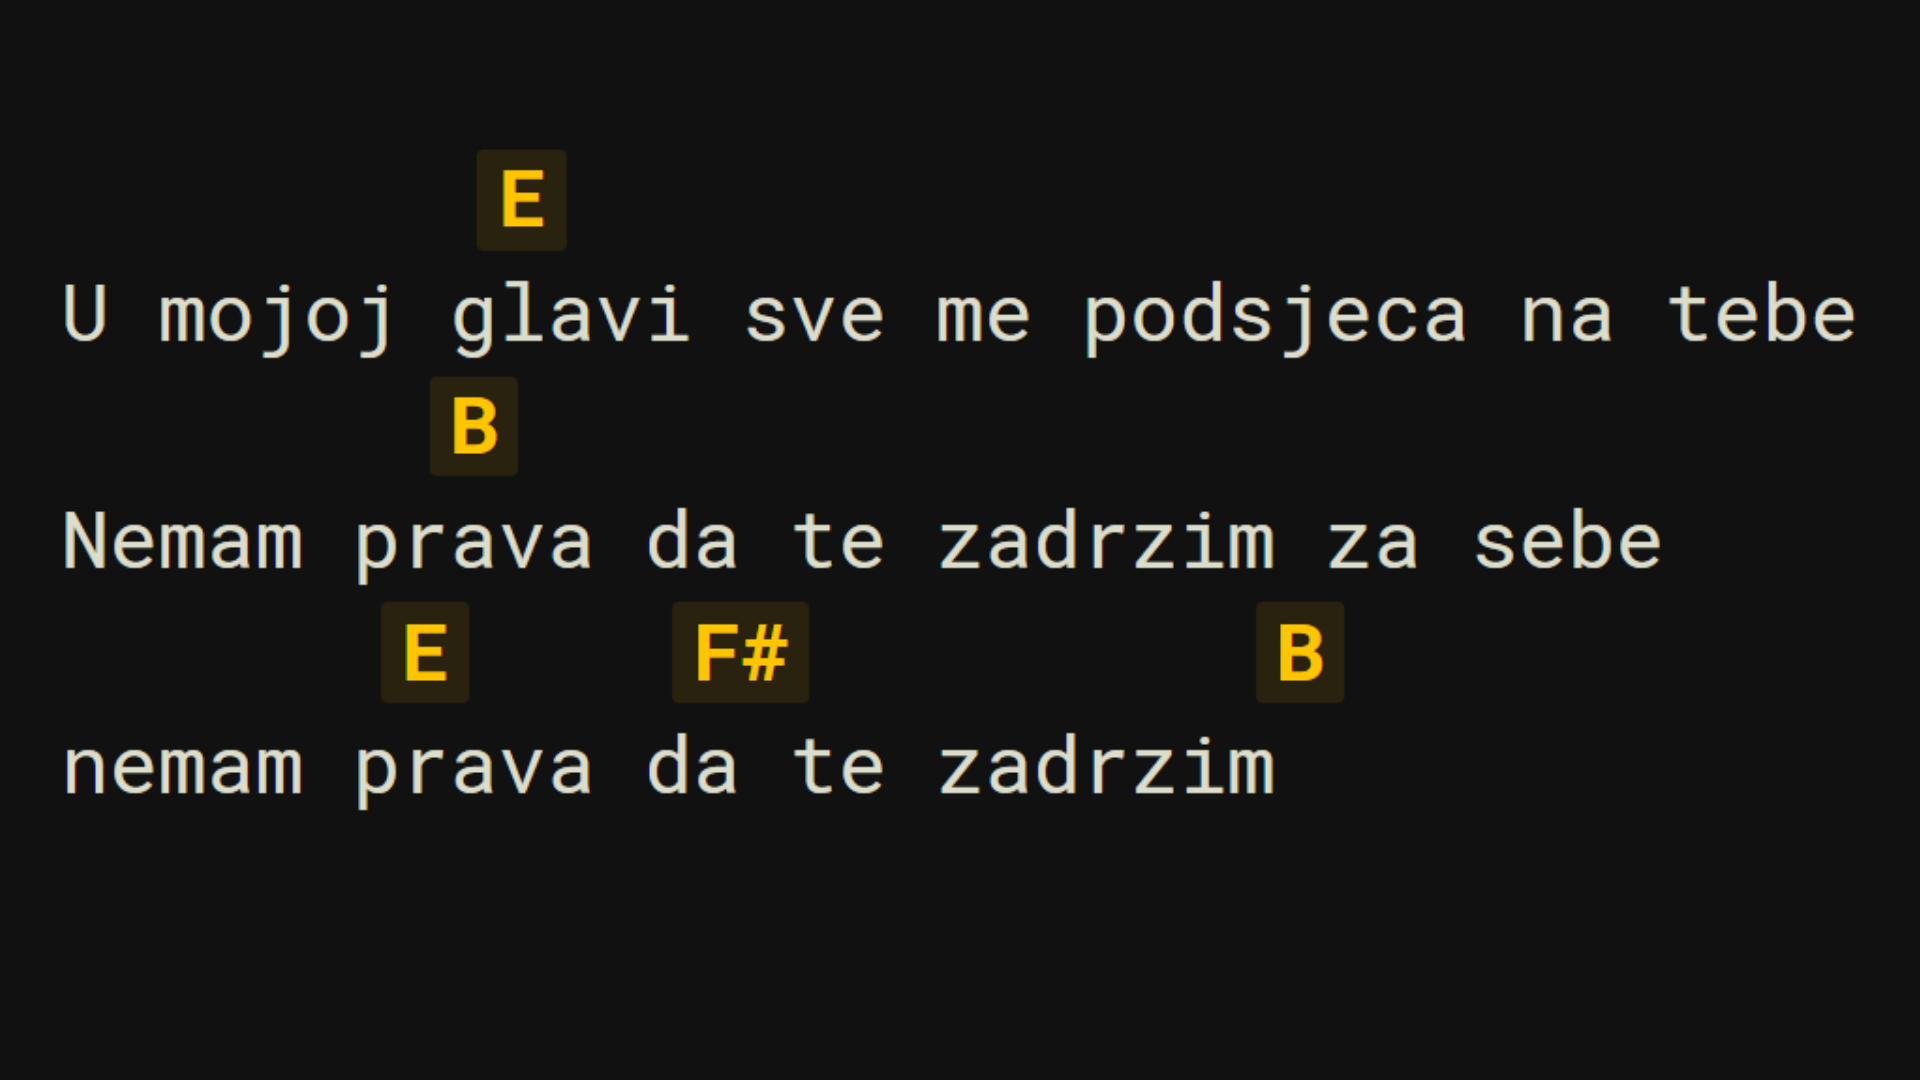 E
U mojoj glavi sve me podsjeca na tebe
B
Nemam prava da te zadrzim za sebe
E F# B
nemam prava da te zadrzim